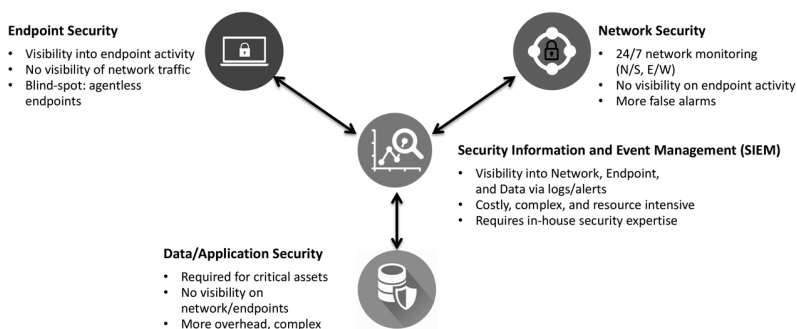 Endpoint Security
• Visibility into endpoint activity
• No visibility of network traffic
• Blind-spot: agentless
endpoints
Network Security
• 24/7 network monitoring
(N/S, E/W)
• No visibility on endpoint activity
• More false alarms
Security Information and Event Management (SIEM)
• Visibility into Network, Endpoint,
and Data via logs/alerts
• Costly, complex, and resource intensive
• Requires in-house security expertise
Data/Application Security
• Required for critical assets
• No visibility on
network/endpoints
• More overhead, complex